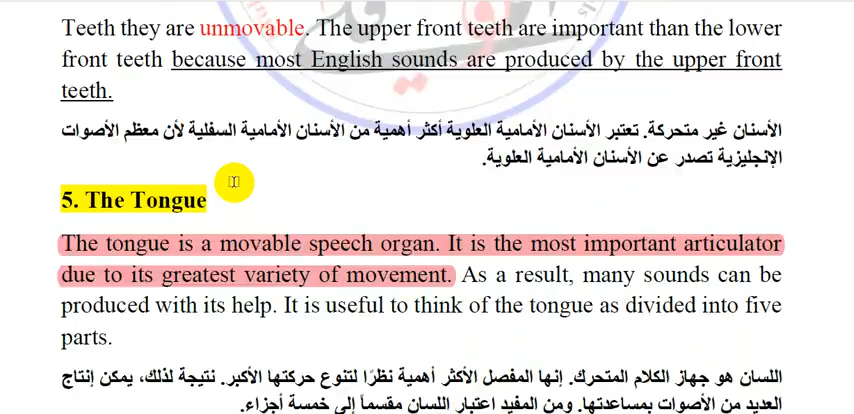 Teeth they are unmovable. The upper front teeth are important than the lower
front teeth because most English sounds are produced by the upper front
teeth.
الأسنان غير متحركة. تعتبر الأسنان الأمامية العلوية أكثر أهمية من الأسنان الأمامية السفلية لأن معظم الأصوات
الإنجليزية تصدر عن الأسنان الأمامية العلوية.
5. The Tongue
The tongue is a movable speech organ. It is the most important articulator
due to its greatest variety of movement. As a result, many sounds can be
produced with its help. It is useful to think of the tongue as divided into five
parts.
اللسان هو جهاز الكلام المتحرك. إنها المفصل الأكثر أهمية نظرًا لتنوع حركتها الأكبر. نتيجة لذلك، يمكن إنتاج
العديد من الأصوات بمساعدتها. ومن المفيد اعتبار اللسان مقسماً إلى خمسة أجزاء.